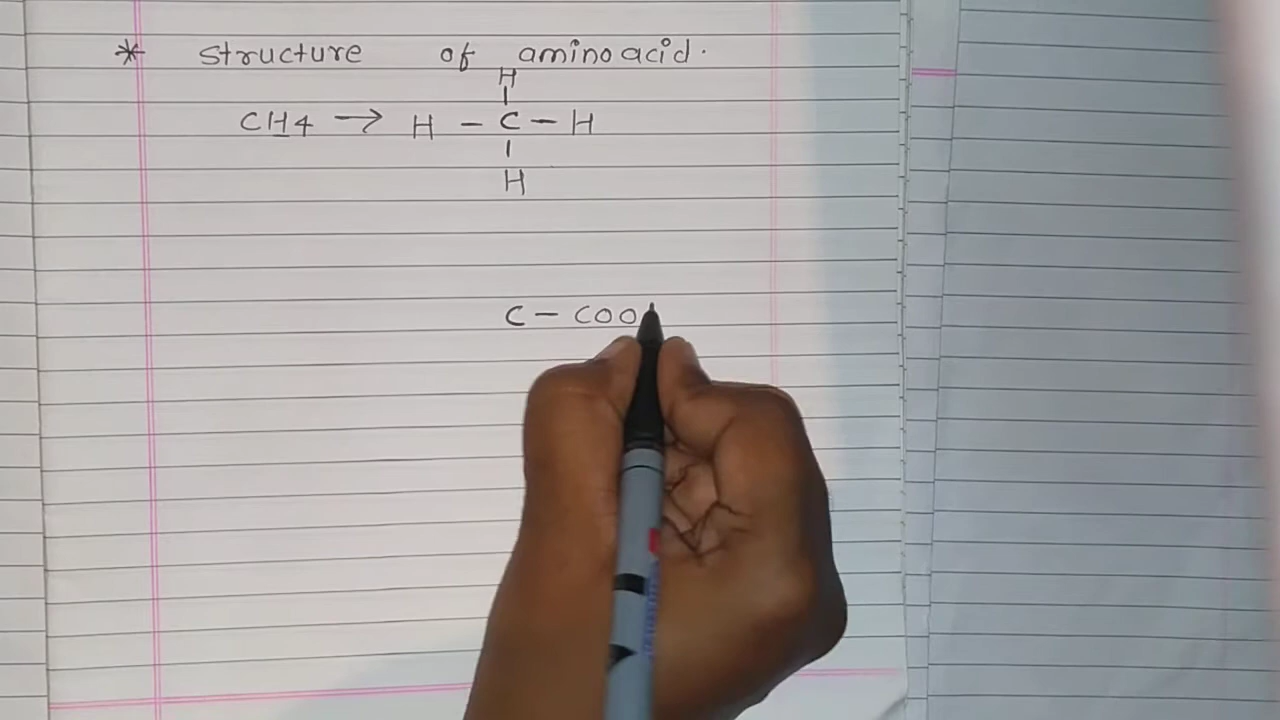 * Structure of aminoacid.
H
CH4 → H - C - H
H
C - COO